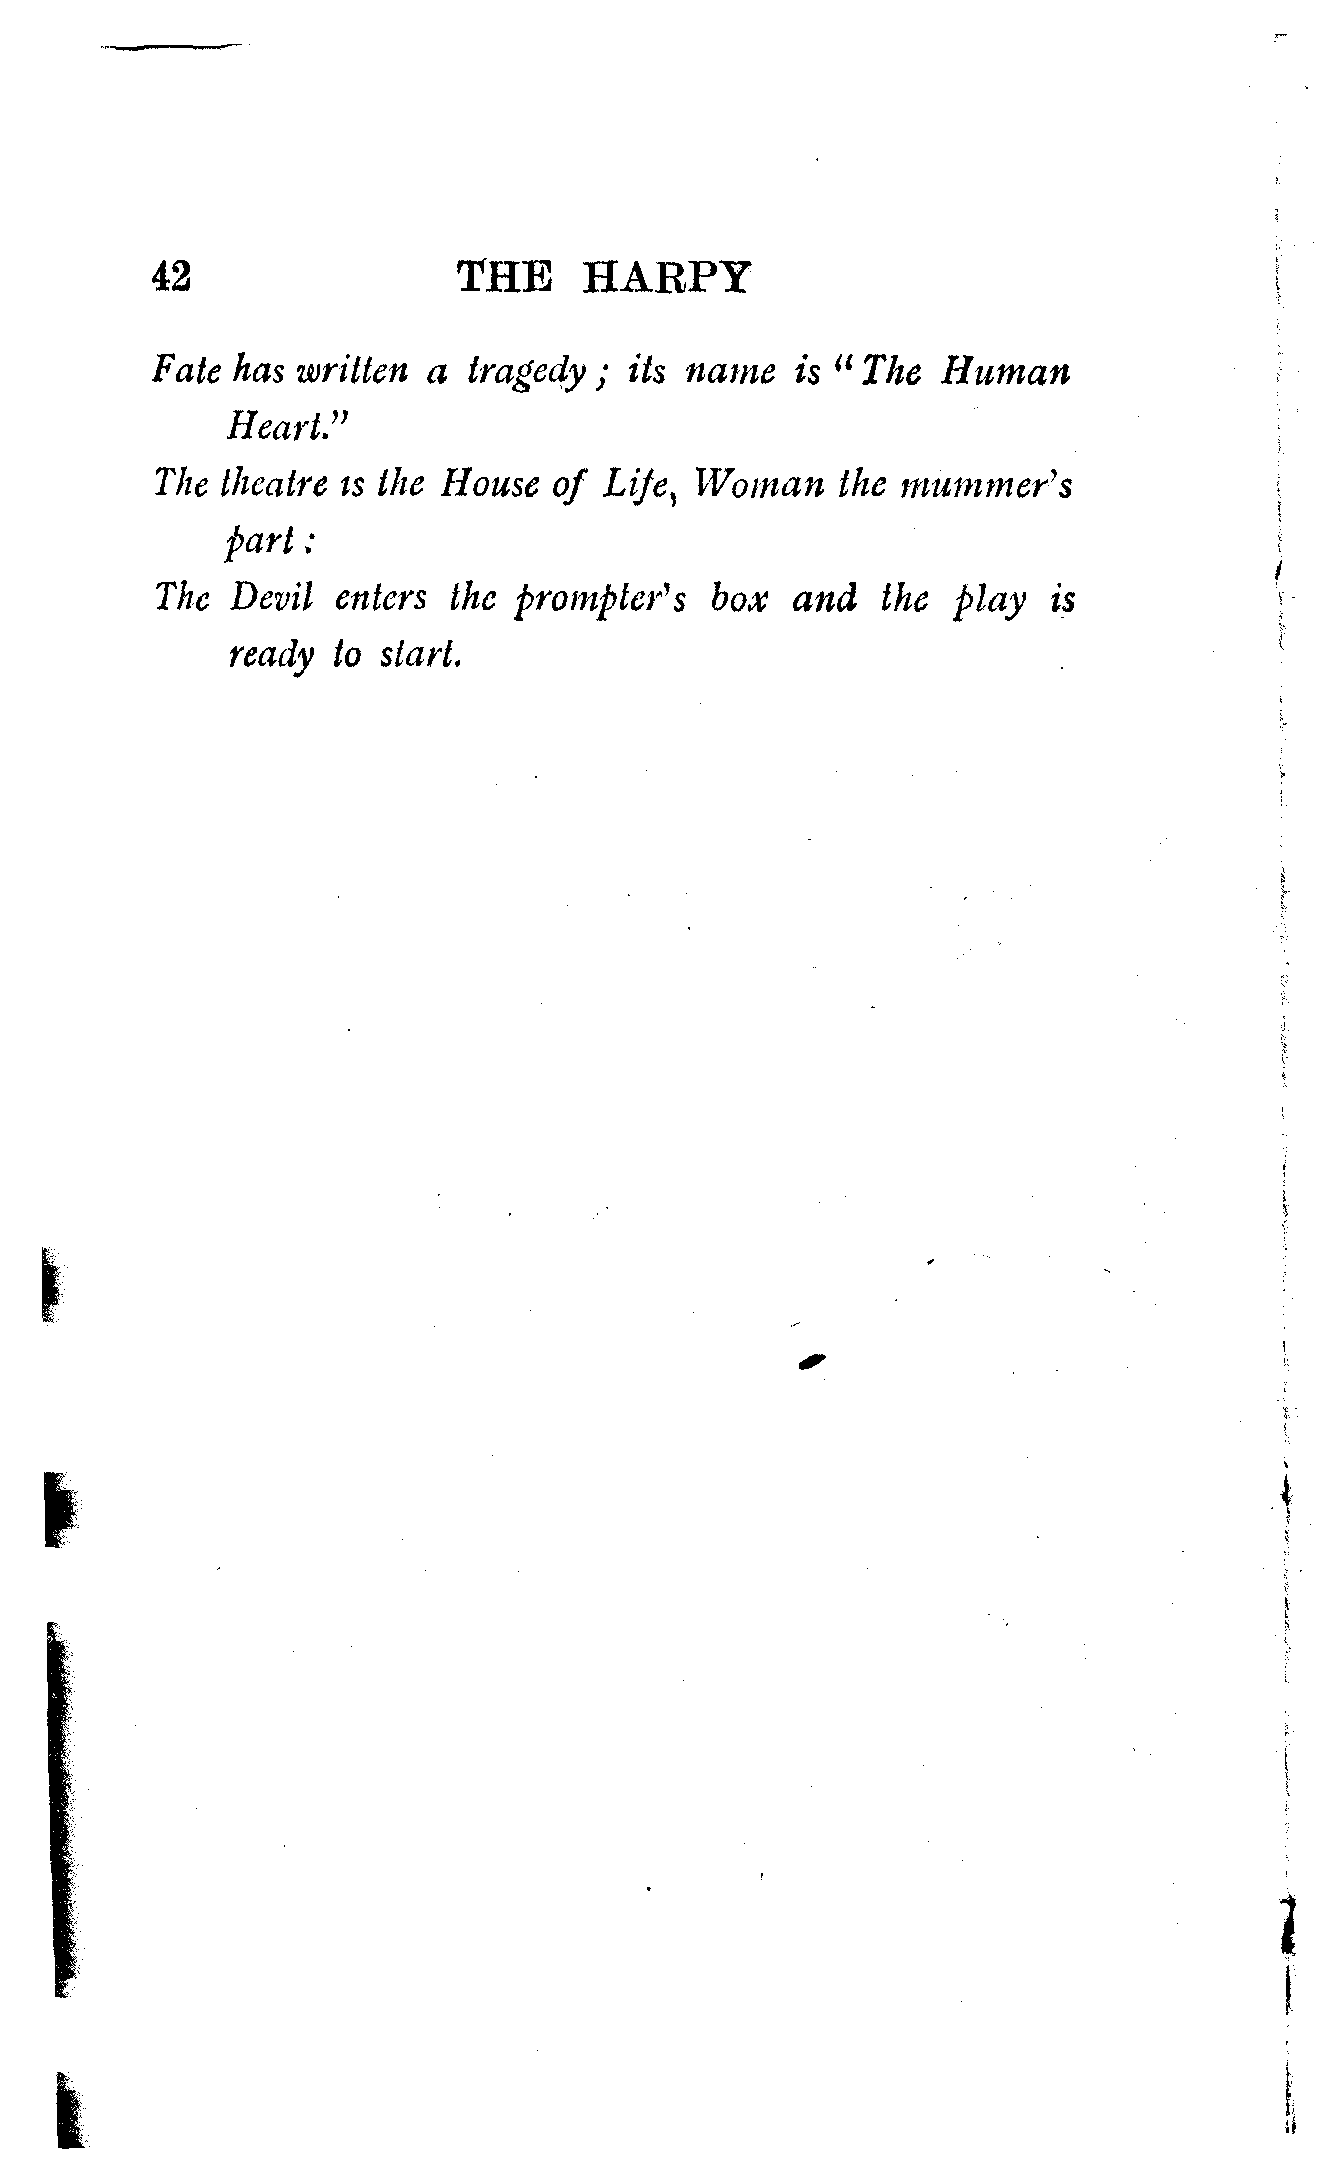 42 THE HARPY
Fate has written a tragedy; its name is "The Human
Heart."
The theatre is the House of Life, Woman the mummer's
part:
The Devil enters the prompter's box and the play is
ready to start.